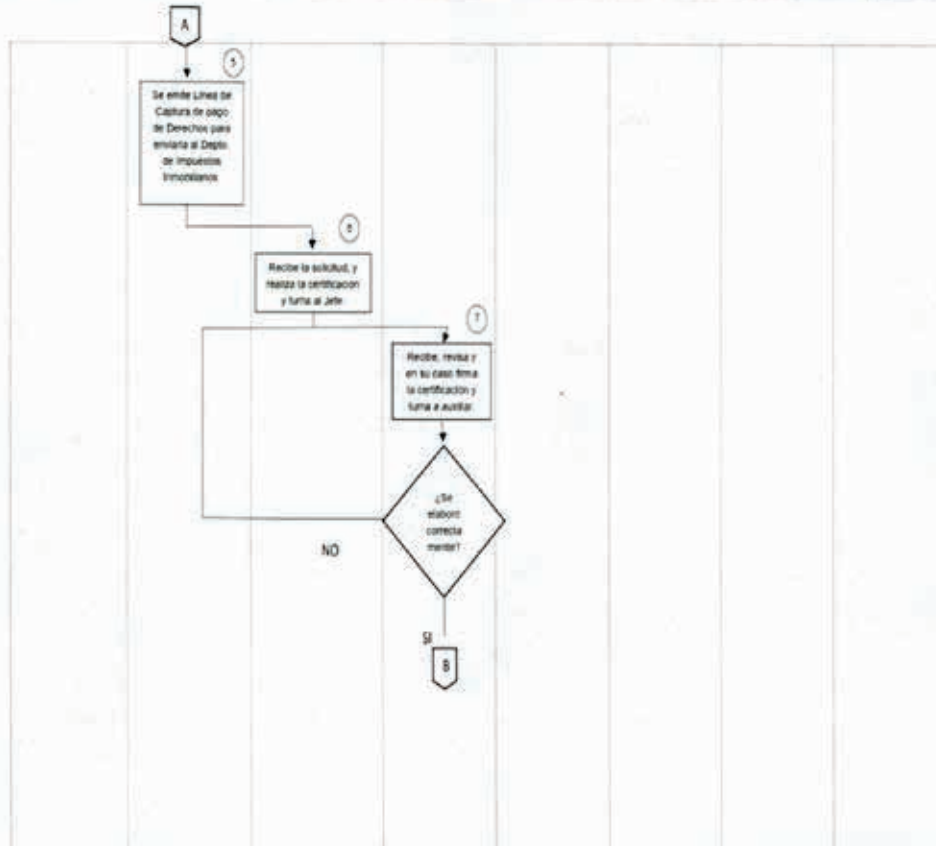 A
5
Se emite Línea de
Captura de pago
de Derechos para
enviarla al Depto.
de Impuestos
Inmobiliarios
6
Recibe la solicitud, y
realiza la certificación
y turna al Jefe
7
Recibe, revisa y
en su caso firma
la certificación y
turna a auxiliar.
¿Se
elaboró
correcta
mente?
NO
SI
B